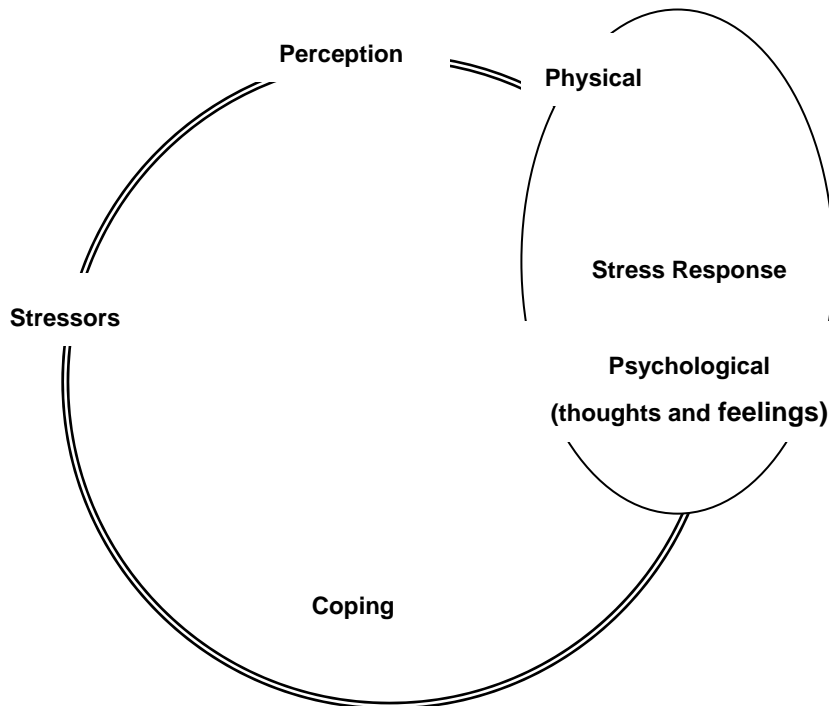 Perception
Physical
Stress Response
Stressors
Psychological
(thoughts and feelings)
Coping